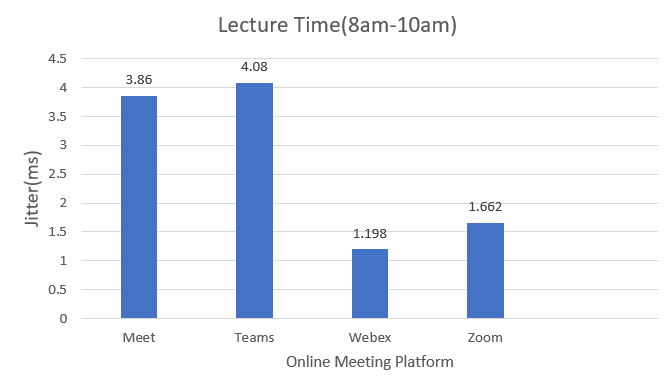 Lecture Time(8am-10am)
4.5
4
3.5
3
2.5
2
1.5
1
0.5
0
Jitter(ms)
3.86
4.08
1.198
1.662
Meet
Teams
Webex
Zoom
Online Meeting Platform